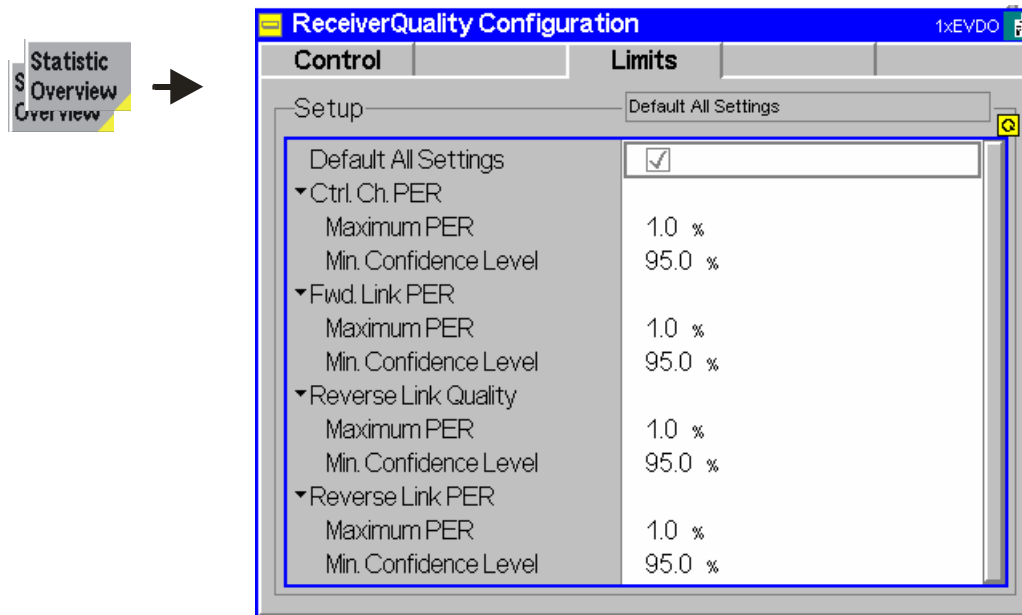 Statistic
Overview
S
Overview
ReceiverQuality Configuration 1xEVDO
Control Limits
Setup Default All Settings
Q
Default All Settings
Ctrl. Ch. PER
Maximum PER 1.0 %
Min. Confidence Level 95.0 %
Fwd. Link PER
Maximum PER 1.0 %
Min. Confidence Level 95.0 %
Reverse Link Quality
Maximum PER 1.0 %
Min. Confidence Level 95.0 %
Reverse Link PER
Maximum PER 1.0 %
Min. Confidence Level 95.0 %